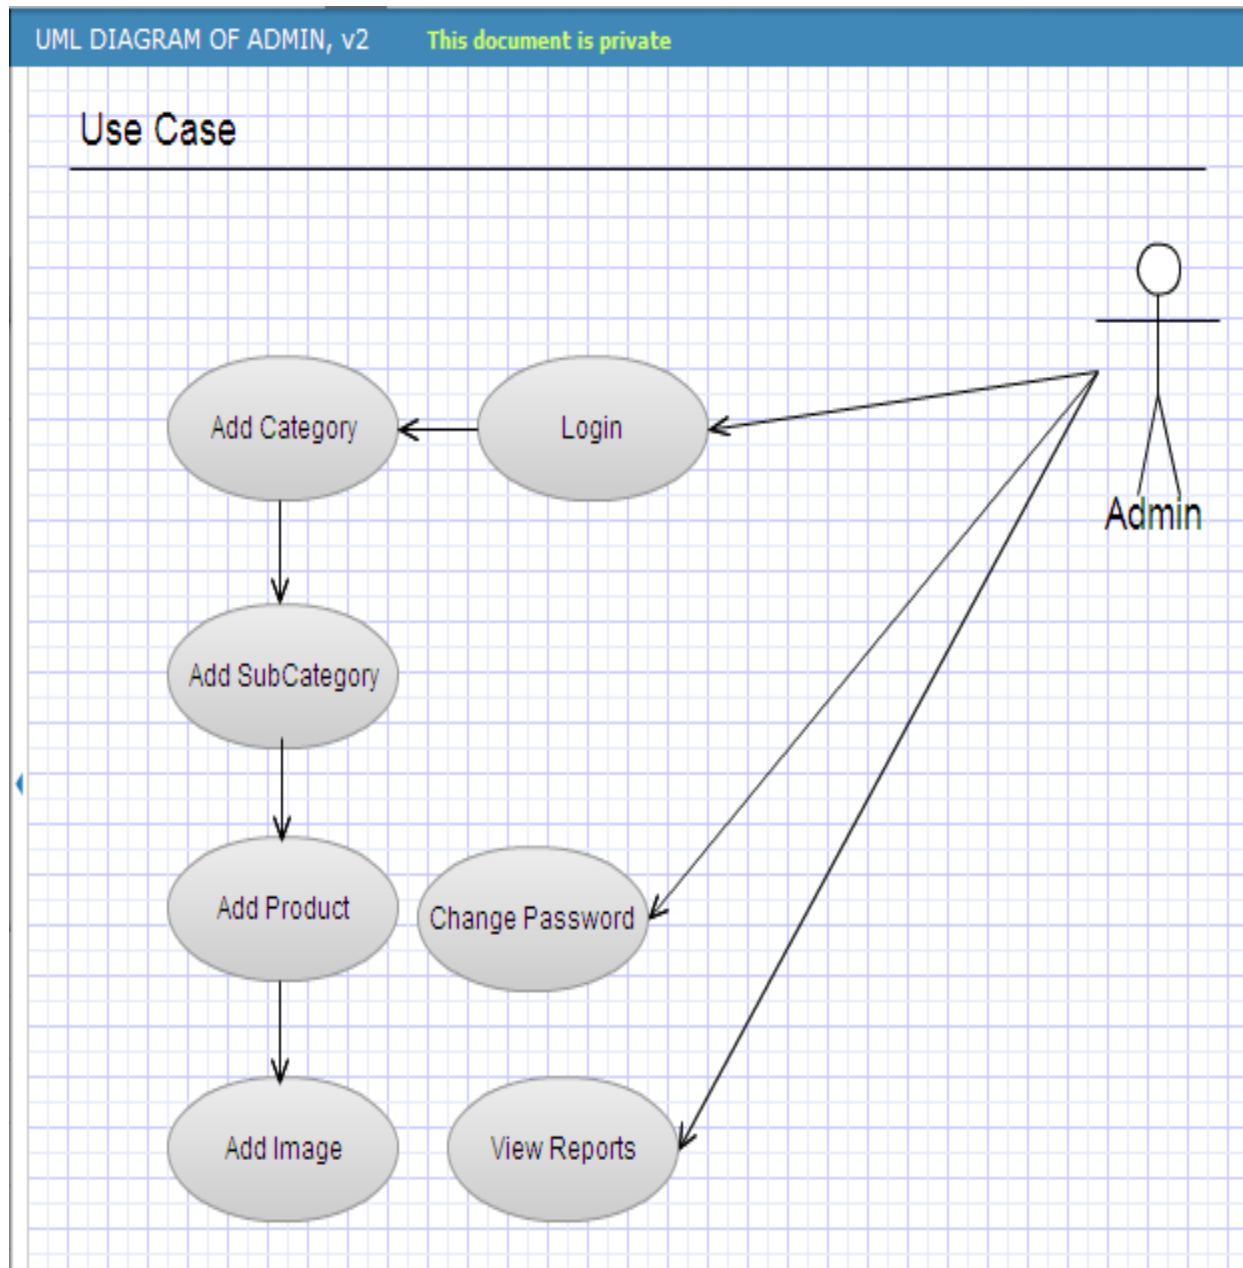 UML DIAGRAM OF ADMIN, v2 This document is private
Use Case
Add Category
Login
Admin
Add SubCategory
Add Product
Change Password
Add Image
View Reports